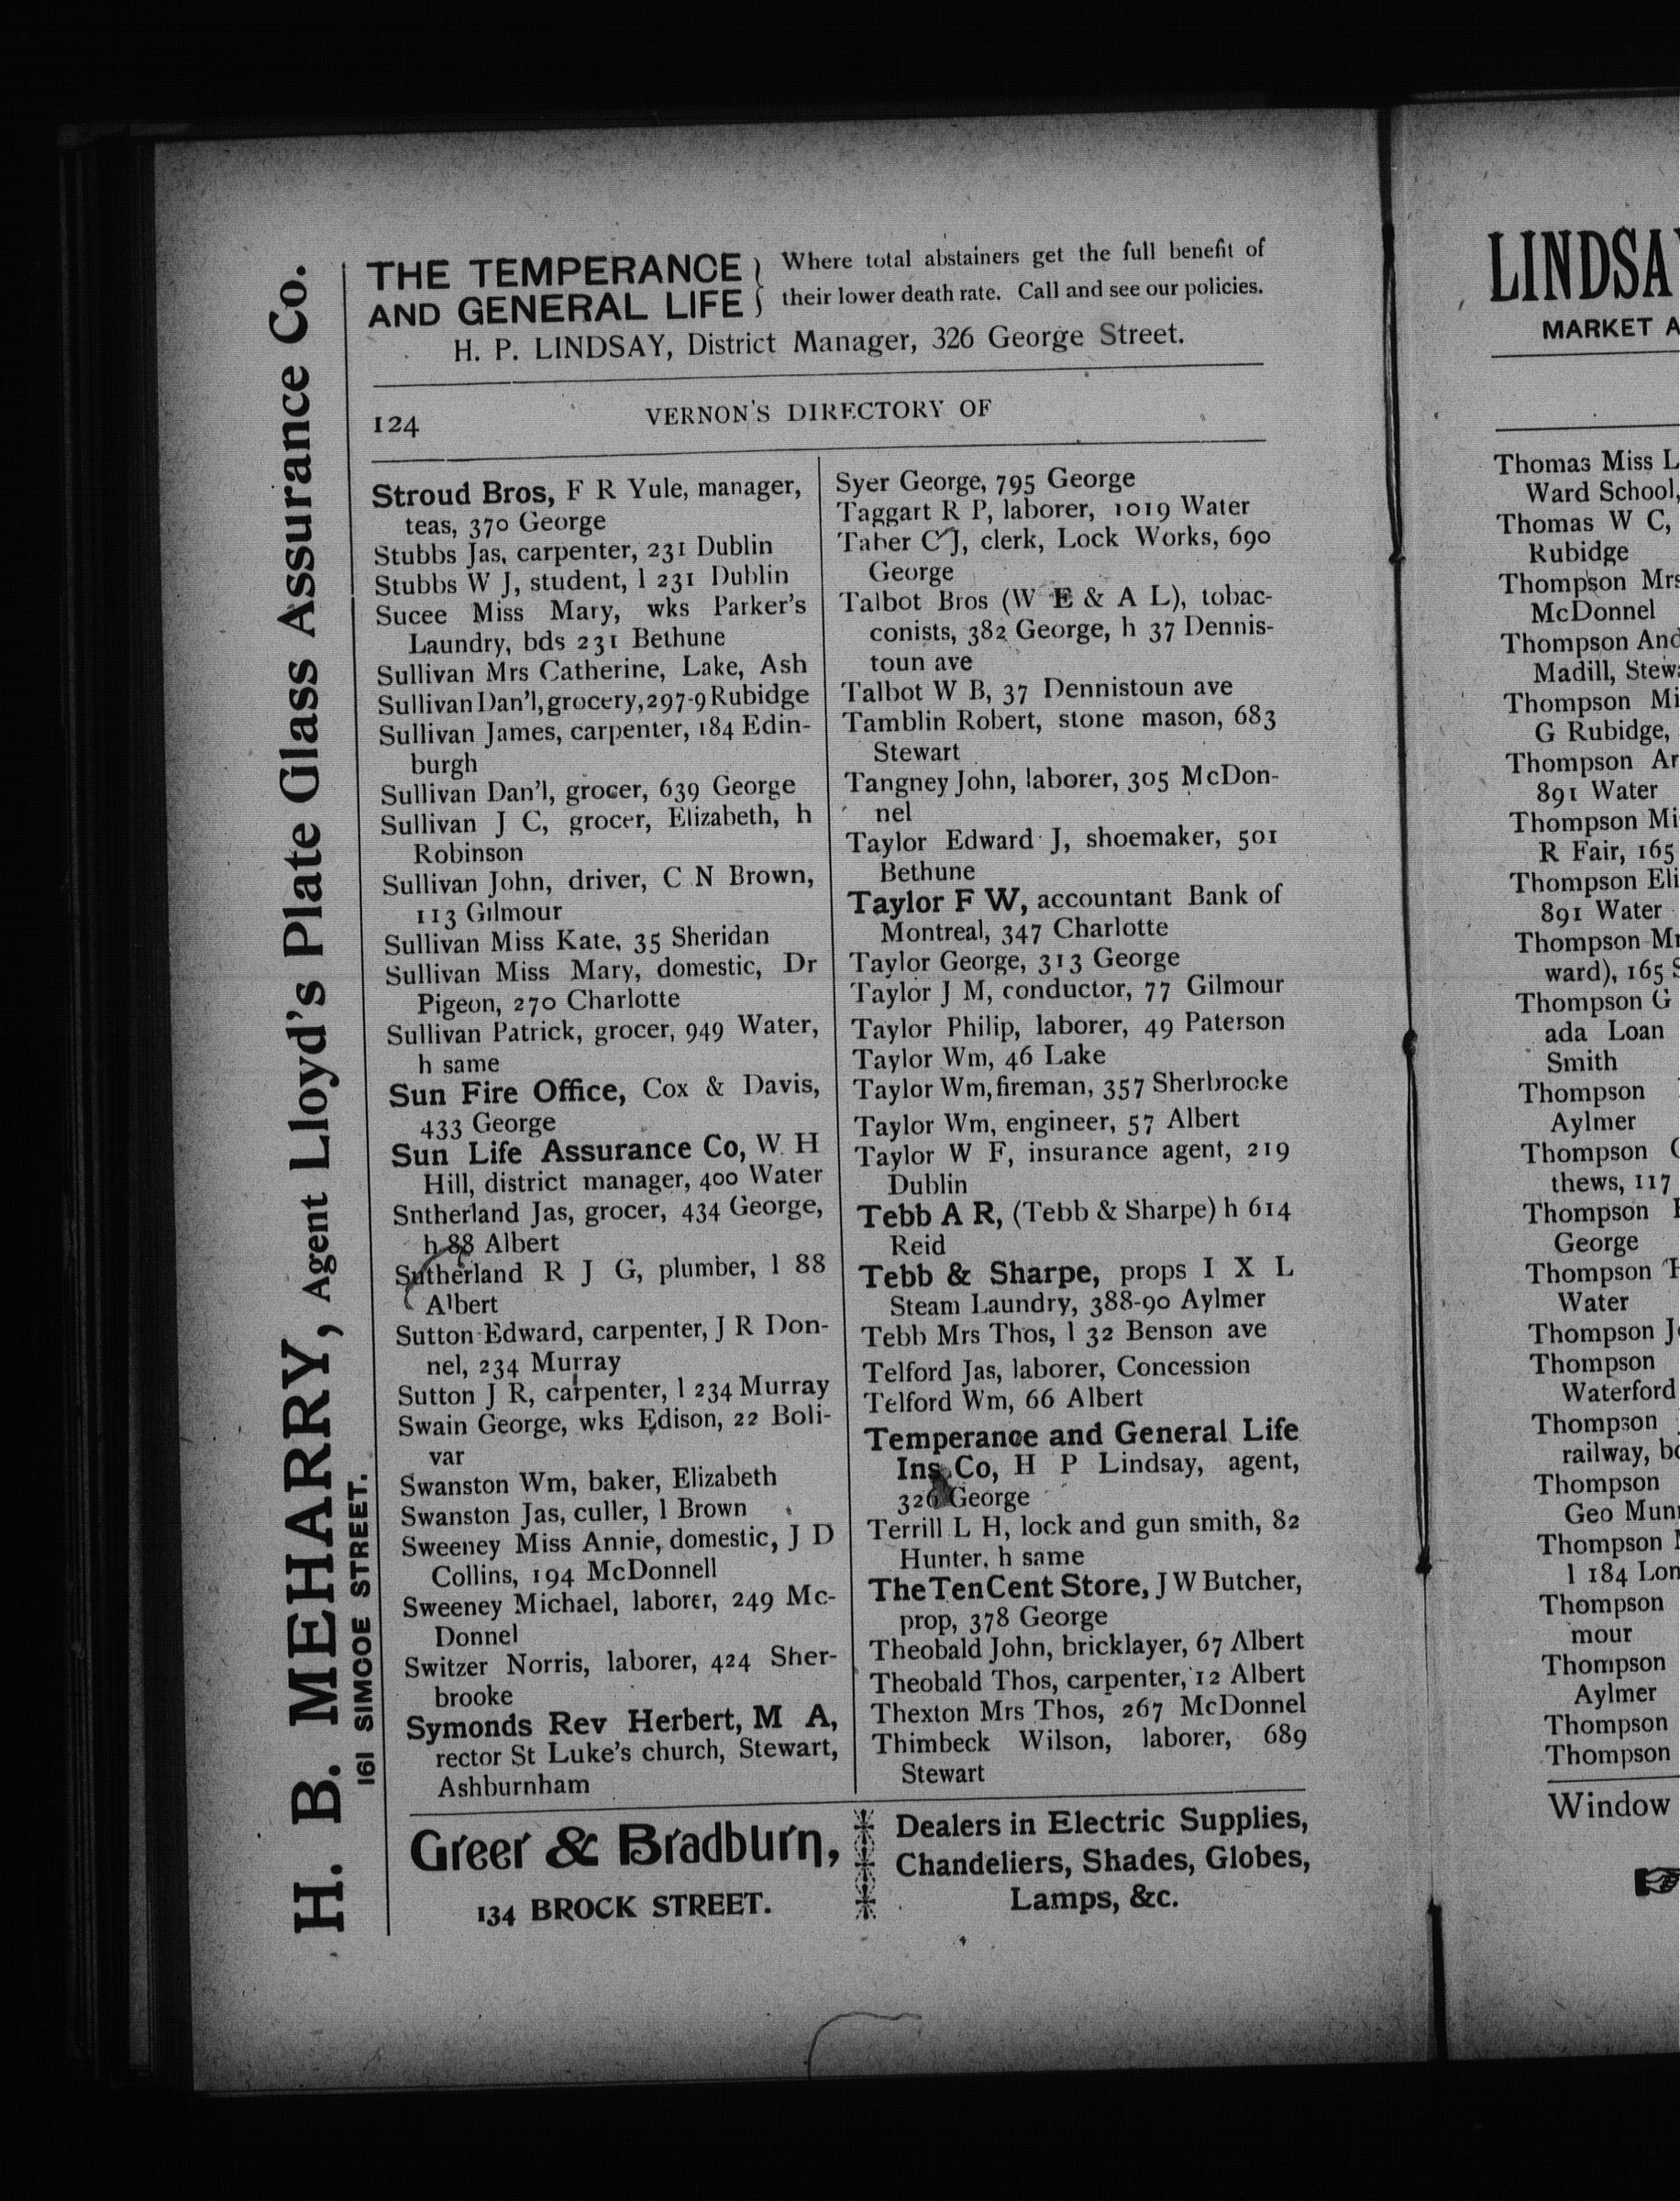 H. B. MEHARRY, Agent Lloyd's Plate Glass Assurance Co.
161 SIMCOE STREET.
THE TEMPERANCE
AND GENERAL LIFE
Where total abstainers get the full benefit of
their lower death rate. Call and see our policies.
H. P. LINDSAY, District Manager, 326 George Street.
124
VERNON'S DIRECTORY OF
Stroud Bros, F R Yule, manager,
teas, 370 George
Stubbs Jas, carpenter, 231 Dublin
Stubbs W J, student, l 231 Dublin
Sucee Miss Mary, wks Parker's
Laundry, bds 231 Bethune
Sullivan Mrs Catherine, Lake, Ash
Sullivan Dan'l, grocery, 297-9 Rubidge
Sullivan James, carpenter, 184 Edin-
burgh
Sullivan Dan'l, grocer, 639 George
Sullivan J C, grocer, Elizabeth, h
Robinson
Sullivan John, driver, C N Brown,
113 Gilmour
Sullivan Miss Kate, 35 Sheridan
Sullivan Miss Mary, domestic, Dr
Pigeon, 270 Charlotte
Sullivan Patrick, grocer, 949 Water,
h same
Sun Fire Office, Cox & Davis,
433 George
Sun Life Assurance Co, W H
Hill, district manager, 400 Water
Sntherland Jas, grocer, 434 George,
h 88 Albert
Sutherland R J G, plumber, l 88
Albert
Sutton Edward, carpenter, J R Don-
nel, 234 Murray
Sutton J R, carpenter, l 234 Murray
Swain George, wks Edison, 22 Boli-
var
Swanston Wm, baker, Elizabeth
Swanston Jas, culler, l Brown
Sweeney Miss Annie, domestic, J D
Collins, 194 McDonnell
Sweeney Michael, laborer, 249 Mc-
Donnel
Switzer Norris, laborer, 424 Sher-
brooke
Symonds Rev Herbert, M A,
rector St Luke's church, Stewart,
Ashburnham
Syer George, 795 George
Taggart R P, laborer, 1019 Water
Taber C J, clerk, Lock Works, 690
George
Talbot Bros (W E & A L), tobac-
conists, 382 George, h 37 Dennis-
toun ave
Talbot W B, 37 Dennistoun ave
Tamblin Robert, stone mason, 683
Stewart
Tangney John, laborer, 305 McDon-
nel
Taylor Edward J, shoemaker, 501
Bethune
Taylor F W, accountant Bank of
Montreal, 347 Charlotte
Taylor George, 313 George
Taylor J M, conductor, 77 Gilmour
Taylor Philip, laborer, 49 Paterson
Taylor Wm, 46 Lake
Taylor Wm, fireman, 357 Sherbrooke
Taylor Wm, engineer, 57 Albert
Taylor W F, insurance agent, 219
Dublin
Tebb A R, (Tebb & Sharpe) h 614
Reid
Tebb & Sharpe, props I X L
Steam Laundry, 388-90 Aylmer
Tebb Mrs Thos, l 32 Benson ave
Telford Jas, laborer, Concession
Telford Wm, 66 Albert
Temperance and General Life
Ins Co, H P Lindsay, agent,
326 George
Terrill L H, lock and gun smith, 82
Hunter, h same
The Ten Cent Store, J W Butcher,
prop, 378 George
Theobald John, bricklayer, 67 Albert
Theobald Thos, carpenter, 12 Albert
Thexton Mrs Thos, 267 McDonnel
Thimbeck Wilson, laborer, 689
Stewart
Greer & Bradburn,
134 BROCK STREET.
Dealers in Electric Supplies,
Chandeliers, Shades, Globes,
Lamps, &c.
LINDSA
MARKET
Thomas Miss
Ward School,
Thomas W C,
Rubidge
Thompson Mrs
McDonnel
Thompson And
Madill,
Thompson
G Rubidge,
Thompson
891 Water
Thompson
R Fair, 165
Thompson
891 Water
Thompson
ward), 165
Thompson G
ada Loan
Smith
Thompson
Aylmer
Thompson
thews, 117
Thompson
George
Thompson
Water
Thompson
Thompson
Waterford
Thompson
railway,
Thompson
Geo
Thompson
l 184
Thompson
mour
Thompson
Aylmer
Thompson
Thompson
Window